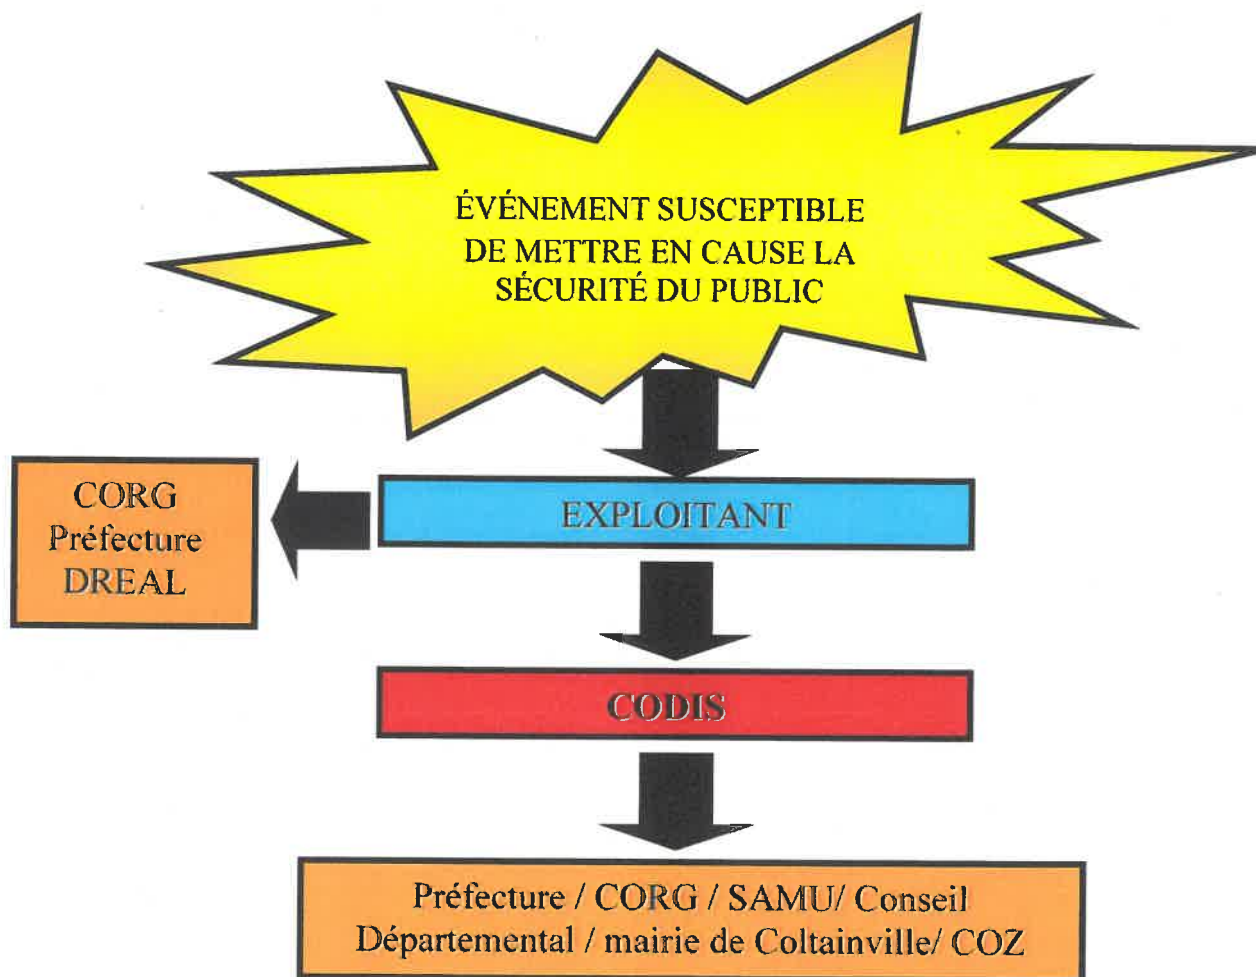 ÉVÉNEMENT SUSCEPTIBLE
DE METTRE EN CAUSE LA
SÉCURITÉ DU PUBLIC
EXPLOITANT
CORG
Préfecture
DREAL
CODIS
Préfecture / CORG / SAMU/ Conseil
Départemental / mairie de Coltainville/ COZ